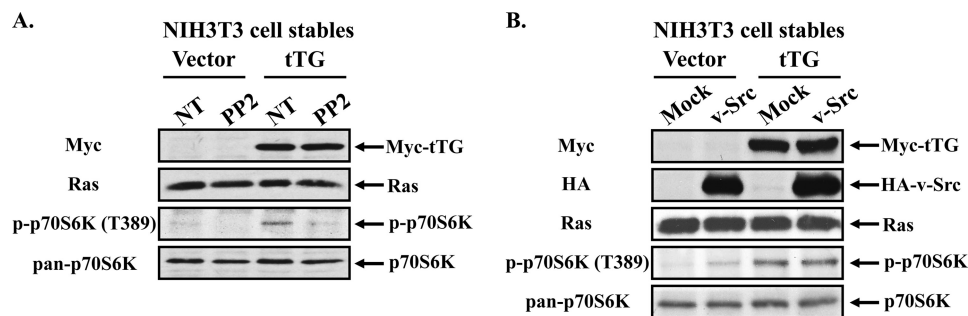 A.
NIH3T3 cell stables
Vector tTG
NT PP2 NT PP2
Myc Myc-tTG
Ras Ras
p-p70S6K (T389) p-p70S6K
pan-p70S6K p70S6K
B.
NIH3T3 cell stables
Vector tTG
Mock v-Src Mock v-Src
Myc Myc-tTG
HA HA-v-Src
Ras Ras
p-p70S6K (T389) p-p70S6K
pan-p70S6K p70S6K